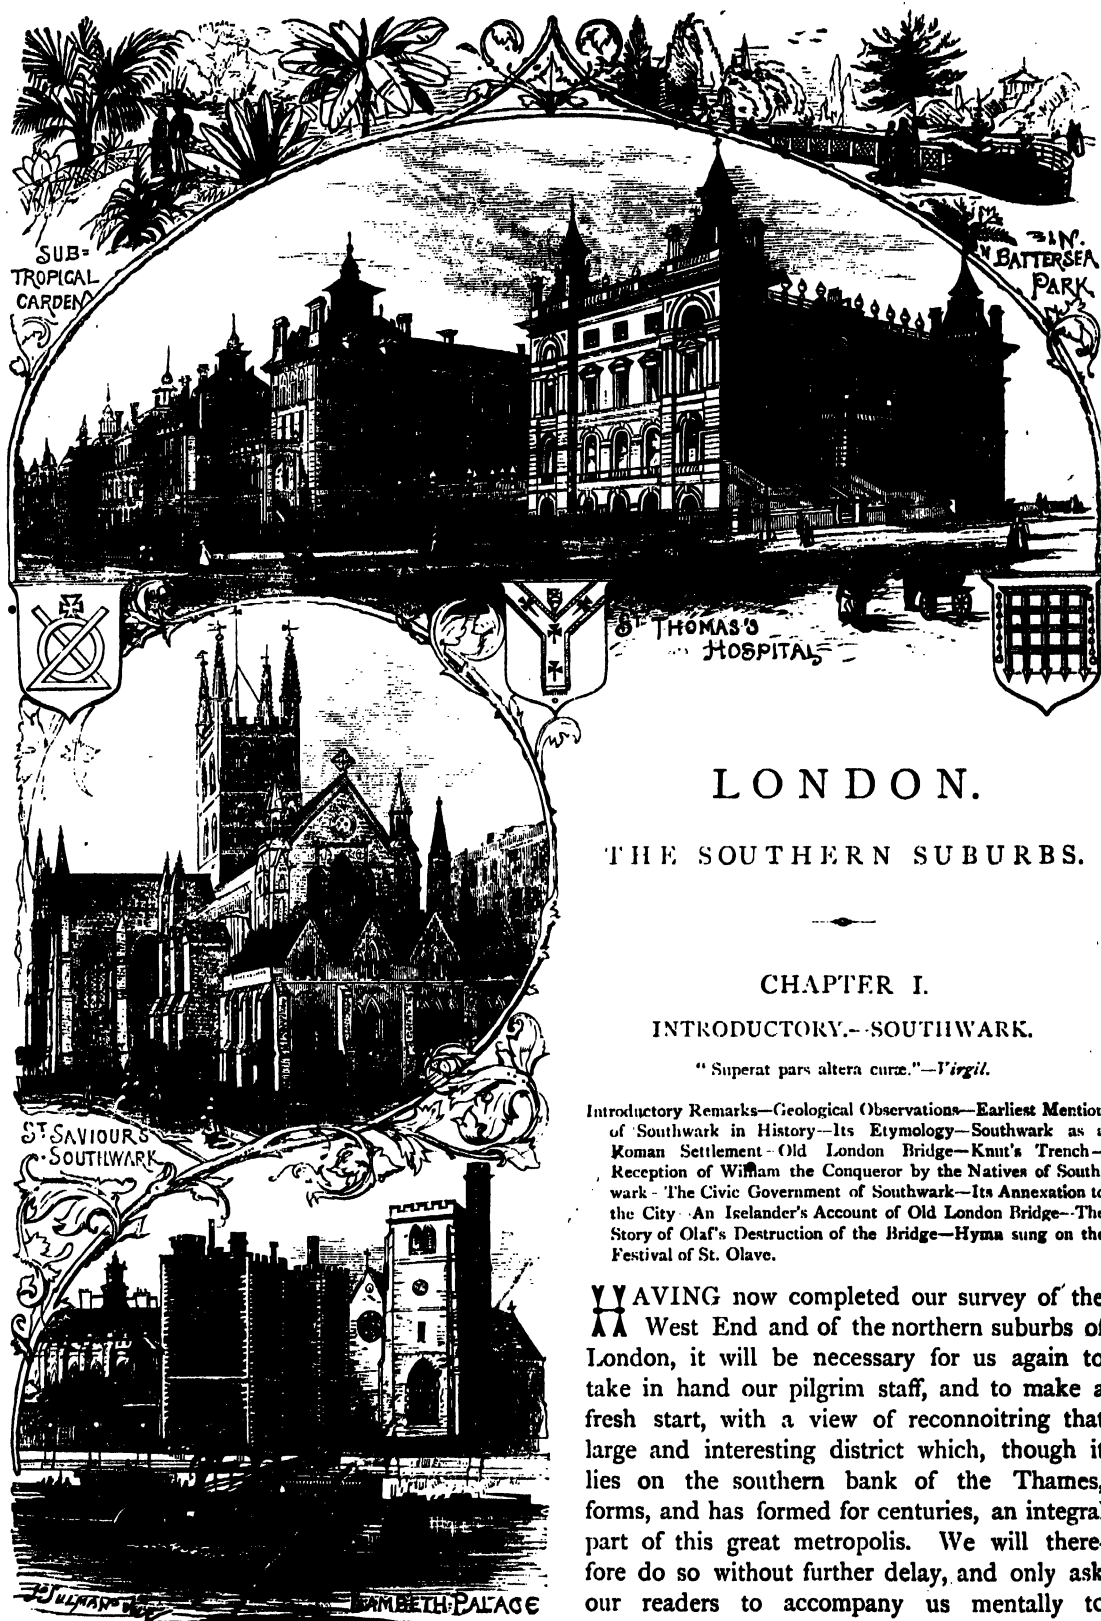 SUB-
TROPICAL
GARDEN
IN
BATTERSEA
PARK
ST THOMAS'S
HOSPITAL
LONDON.
THE SOUTHERN SUBURBS.
CHAPTER I.
INTRODUCTORY.—SOUTHWARK.
"Superat pars altera curæ."—Virgil.
Introductory Remarks—Geological Observations—Earliest Mention
of Southwark in History—Its Etymology—Southwark as a
Roman Settlement—Old London Bridge—Knut's Trench—
Reception of William the Conqueror by the Natives of South-
wark—The Civic Government of Southwark—Its Annexation to
the City—An Icelander's Account of Old London Bridge—The
Story of Olaf's Destruction of the Bridge—Hymn sung on the
Festival of St. Olave.
HAVING now completed our survey of the
West End and of the northern suburbs of
London, it will be necessary for us again to
take in hand our pilgrim staff, and to make a
fresh start, with a view of reconnoitring that
large and interesting district which, though it
lies on the southern bank of the Thames,
forms, and has formed for centuries, an integral
part of this great metropolis. We will there-
fore do so without further delay, and only ask
our readers to accompany us mentally to
ST SAVIOUR'S
SOUTHWARK
LAMBETH PALACE